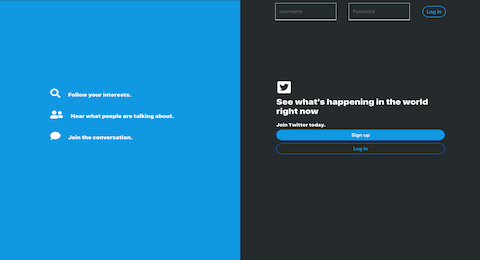 username
Password
Log in
Follow your interests.
Hear what people are talking about.
Join the conversation.
See what's happening in the world
right now
Join Twitter today.
Sign up
Log in